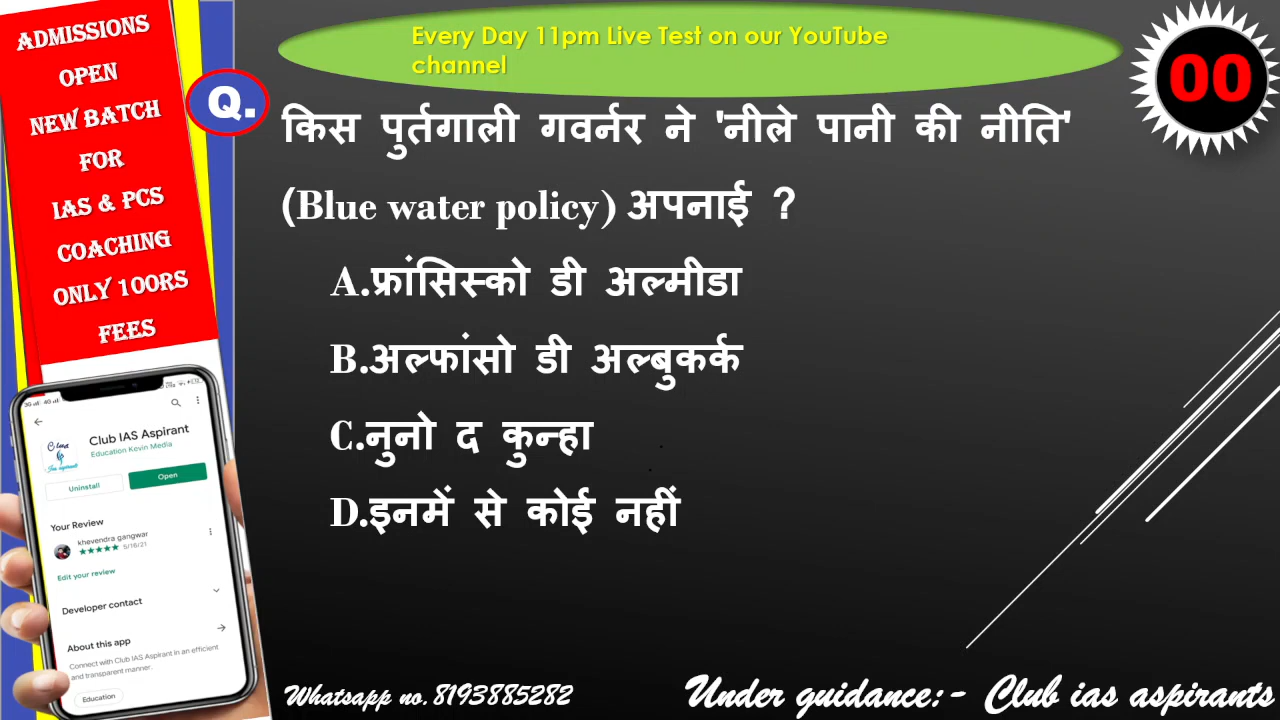 ADMISSIONS
OPEN
NEW BATCH
FOR
IAS & PCS
COACHING
ONLY 100RS
FEES
Every Day 11pm Live Test on our YouTube
channel
00
Q.
किस पुर्तगाली गवर्नर ने 'नीले पानी की नीति'
(Blue water policy) अपनाई ?
A.फ्रांसिस्को डी अल्मीडा
B.अल्फांसो डी अल्बुकर्क
C.नुनो द कुन्हा
D.इनमें से कोई नहीं
Club IAS Aspirant
Education Kevin Media
Uninstall
Open
Your Review
khevendra gangwar
5/16/21
Edit your review
Developer contact
About this app
Connect with Club IAS Aspirant in an efficient
and transparent manner.
Education
Whatsapp no. 8193885282
Under guidance:- Club ias aspirants